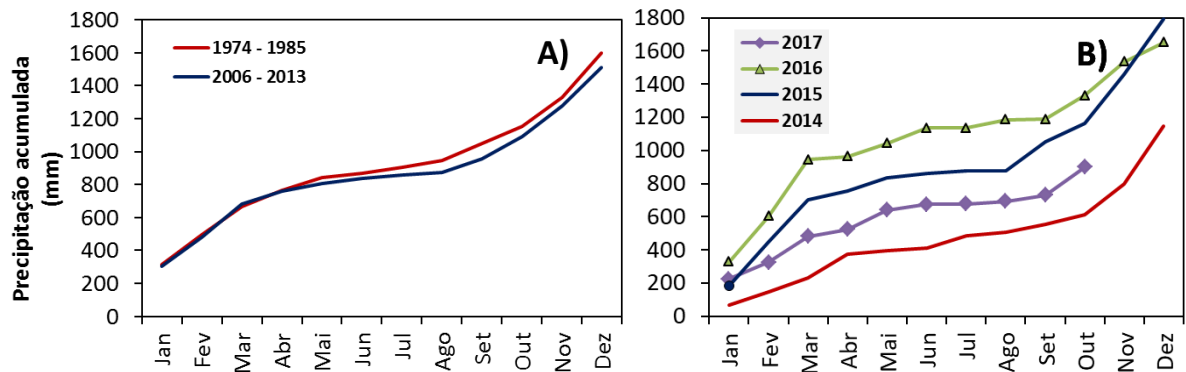 Precipitação acumulada
(mm)
1800
1600
1400
1200
1000
800
600
400
200
0
1974 - 1985
2006 - 2013
A)
Jan
Fev
Mar
Abr
Mai
Jun
Jul
Ago
Set
Out
Nov
Dez
1800
1600
1400
1200
1000
800
600
400
200
0
2017
2016
2015
2014
B)
Jan
Fev
Mar
Abr
Mai
Jun
Jul
Ago
Set
Out
Nov
Dez